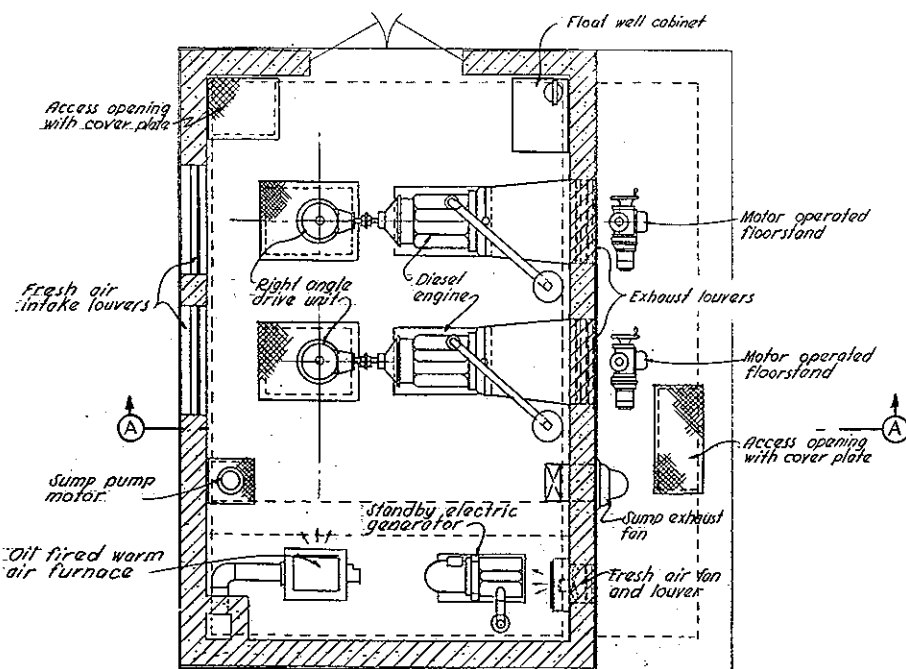 Float well cabinet
Access opening
with cover plate
Motor operated
floorstand
Fresh air
intake louvers
Right angle
drive unit
Diesel
engine
Exhaust louvers
Motor operated
floorstand
A
A
Access opening
with cover plate
Sump pump
motor
Standby electric
generator
Sump exhaust
fan
Oil fired warm
air furnace
Fresh air fan
and louver